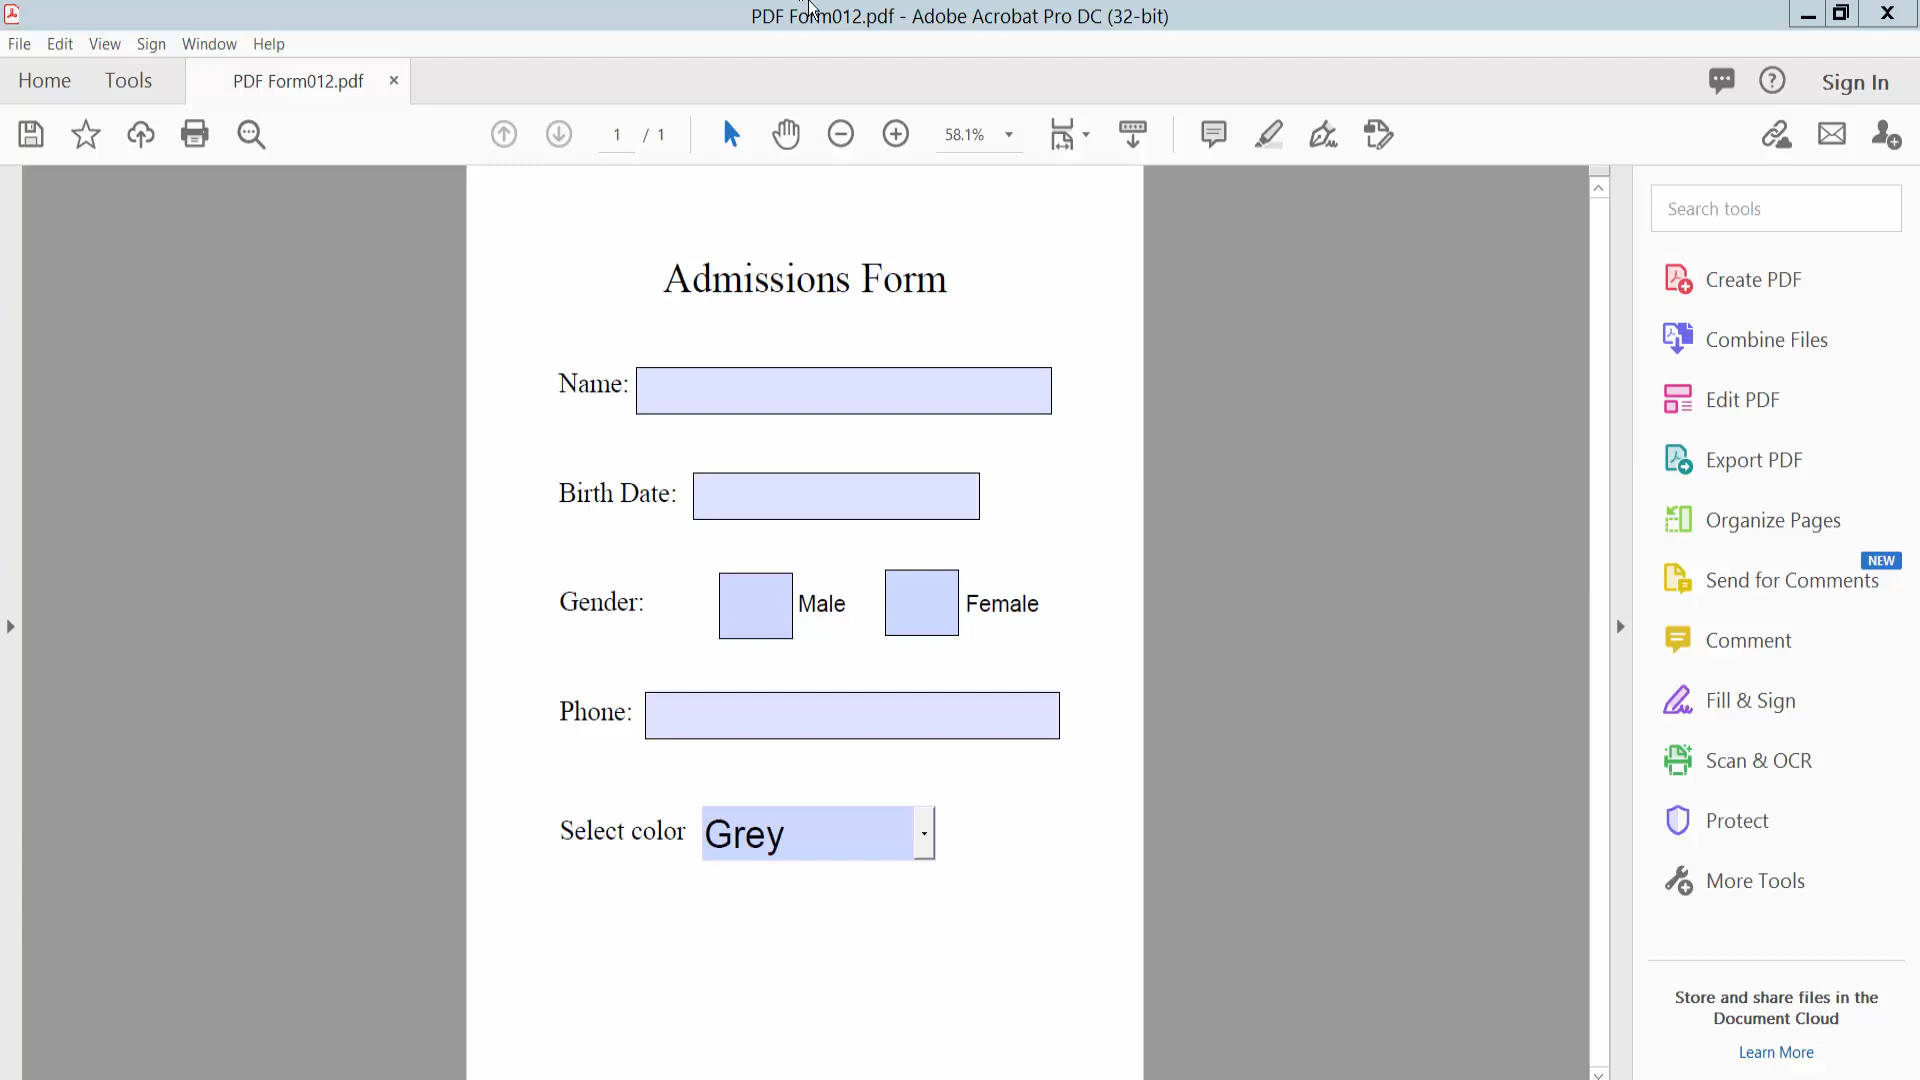 PDF Form012.pdf - Adobe Acrobat Pro DC (32-bit)
File Edit View Sign Window Help
Home Tools PDF Form012.pdf × Sign In
1 / 1 58.1%
Search tools
Admissions Form
Create PDF
Combine Files
Name:
Edit PDF
Export PDF
Birth Date:
Organize Pages
NEW
Send for Comments
Gender: Male Female
Comment
Fill & Sign
Phone:
Scan & OCR
Protect
Select color Grey
More Tools
Store and share files in the
Document Cloud
Learn More